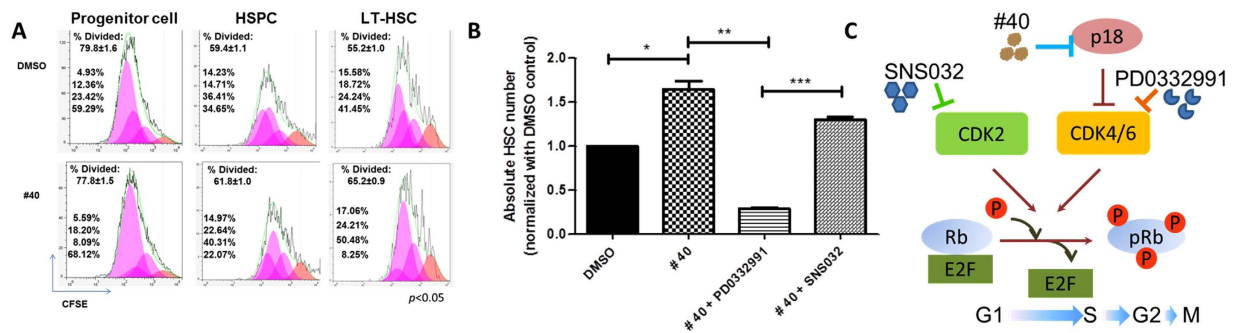 A
Progenitor cell
HSPC
LT-HSC
DMSO
% Divided:
79.8±1.6
4.93%
12.36%
23.42%
59.29%
% Divided:
59.4±1.1
14.23%
14.71%
36.41%
34.65%
% Divided:
55.2±1.0
15.58%
18.72%
24.24%
41.45%
#40
% Divided:
77.8±1.5
5.59%
18.20%
8.09%
68.12%
% Divided:
61.8±1.0
14.97%
22.64%
40.31%
22.07%
% Divided:
65.2±0.9
17.06%
24.21%
50.48%
8.25%
CFSE
p<0.05
B
Absolute HSC number
(normalized with DMSO control)
2.0
1.5
1.0
0.5
0.0
*
**
***
DMSO
# 40
# 40 + PD0332991
# 40 + SNS032
C
#40
p18
SNS032
PD0332991
CDK2
CDK4/6
P
Rb
E2F
E2F
P
P
pRb
P
G1
S
G2
M